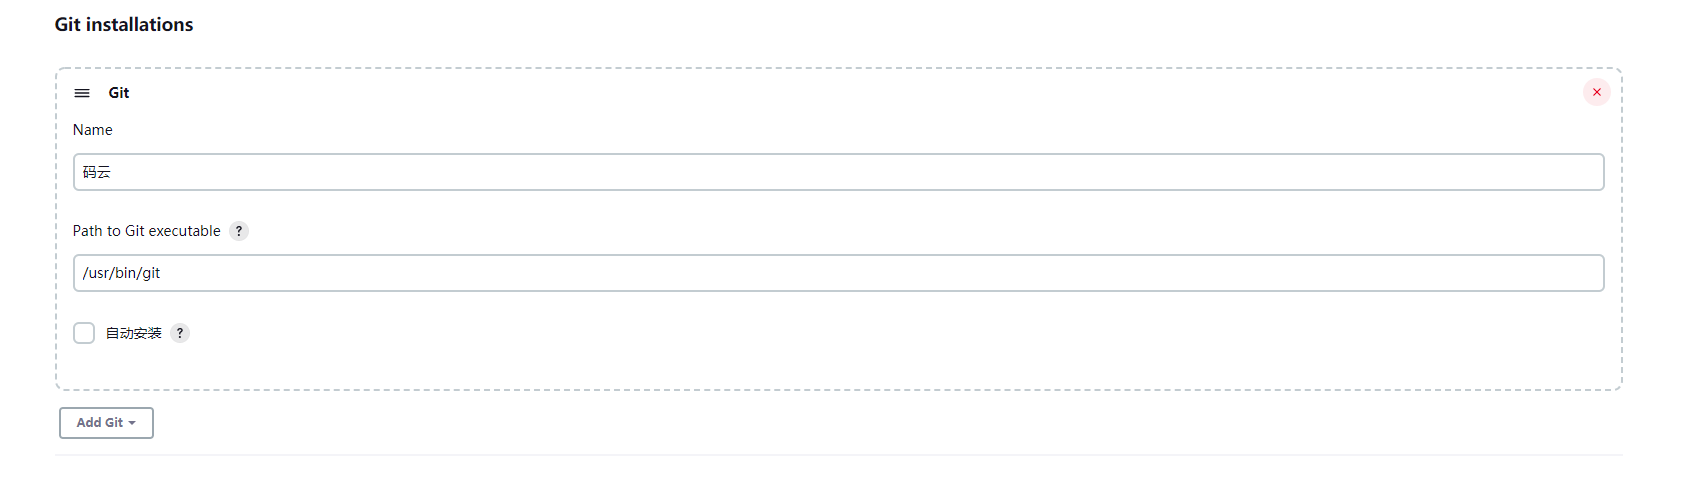 Git installations
Git
Name
码云
Path to Git executable ?
/usr/bin/git
自动安装 ?
Add Git